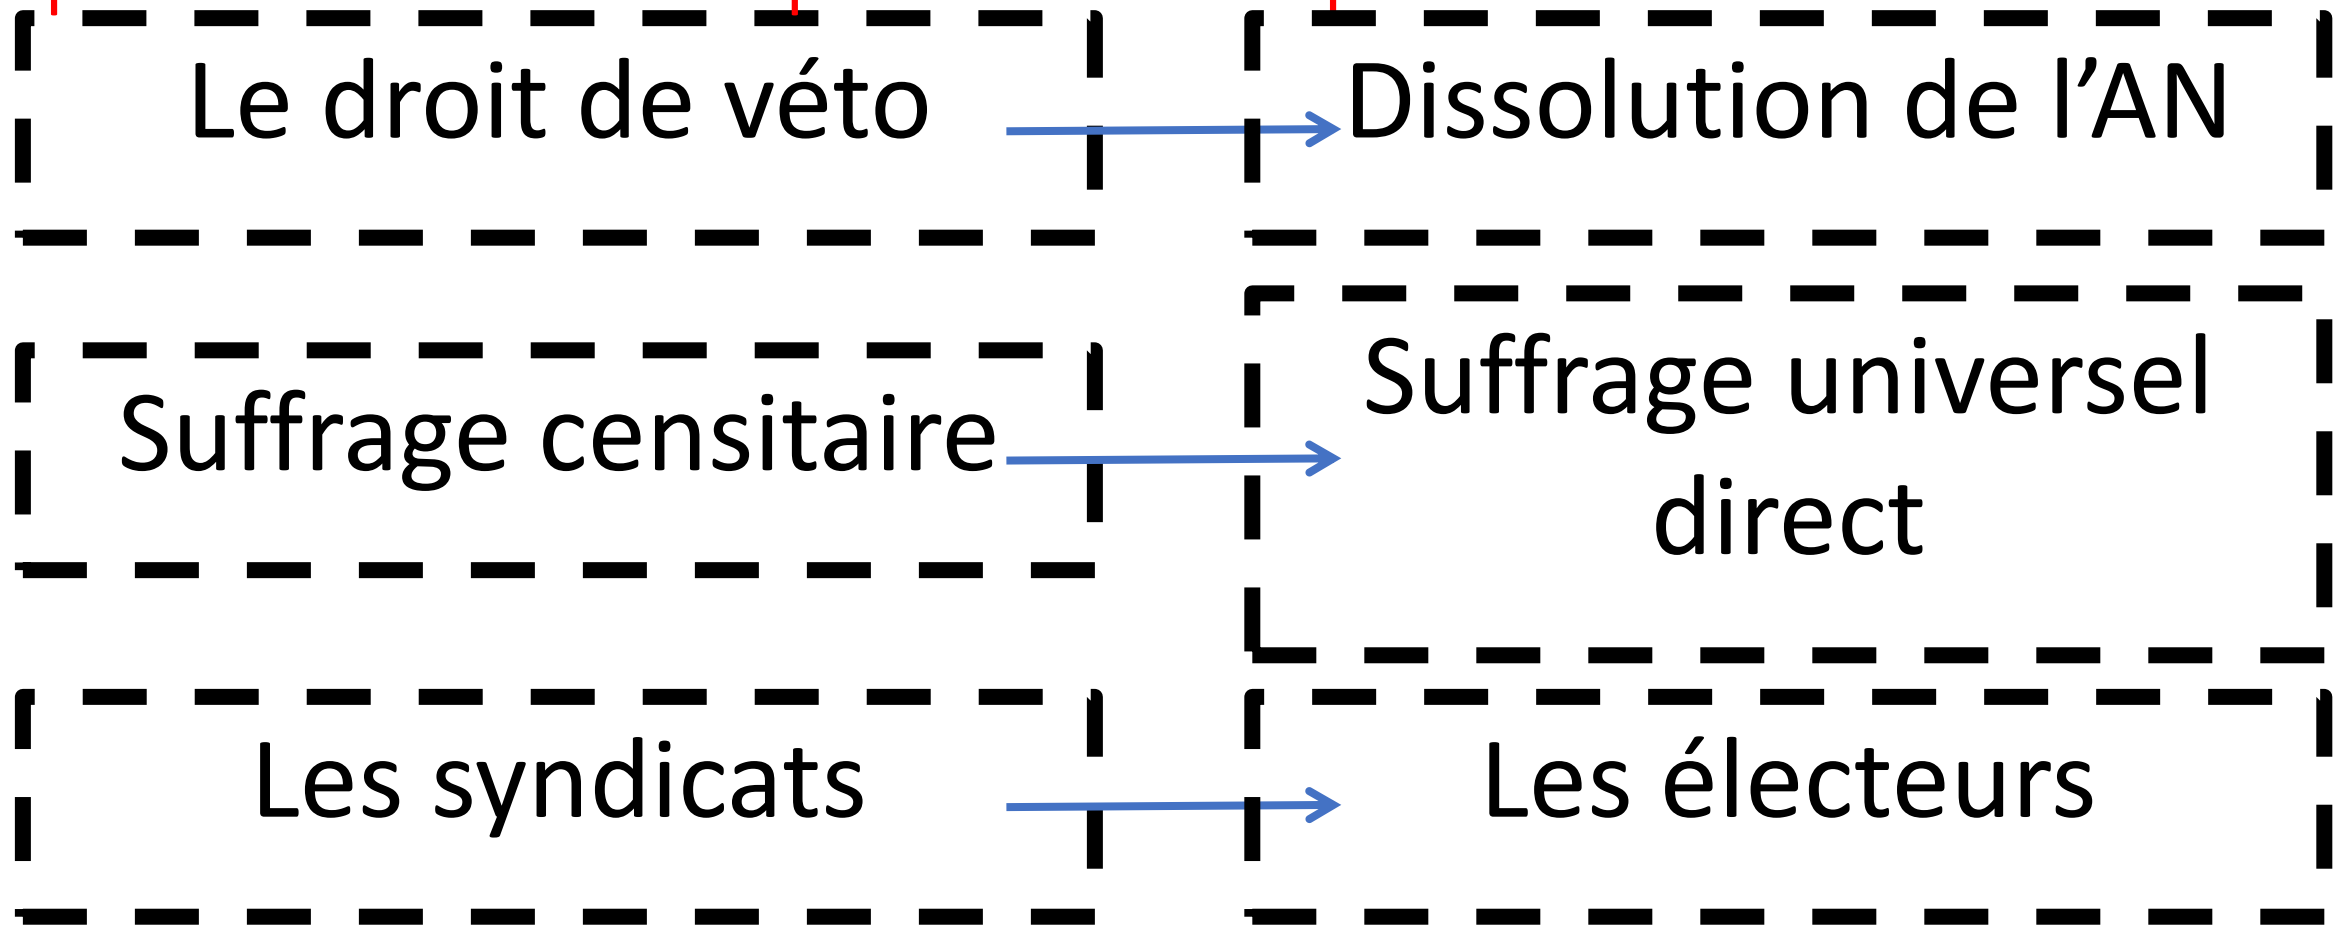 Le droit de véto
Dissolution de l’AN
Suffrage censitaire
Suffrage universel
direct
Les syndicats
Les électeurs